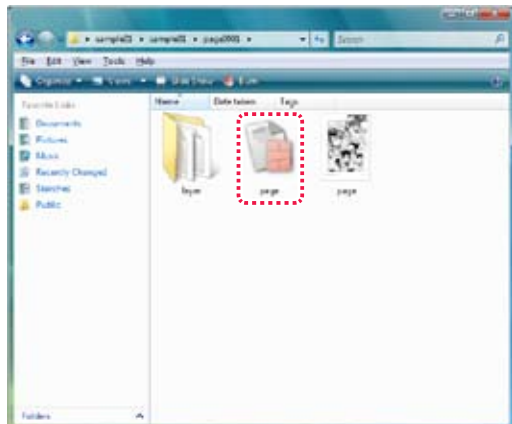 sample01 ▸ sample01 ▸ page0001 ▸ Search
File Edit View Tools Help
Organize Views Slide Show Burn
Name Date taken Tags
Favorite Links
Documents
Pictures
Music
Recently Changed
Searches
Public
layer page page
Folders